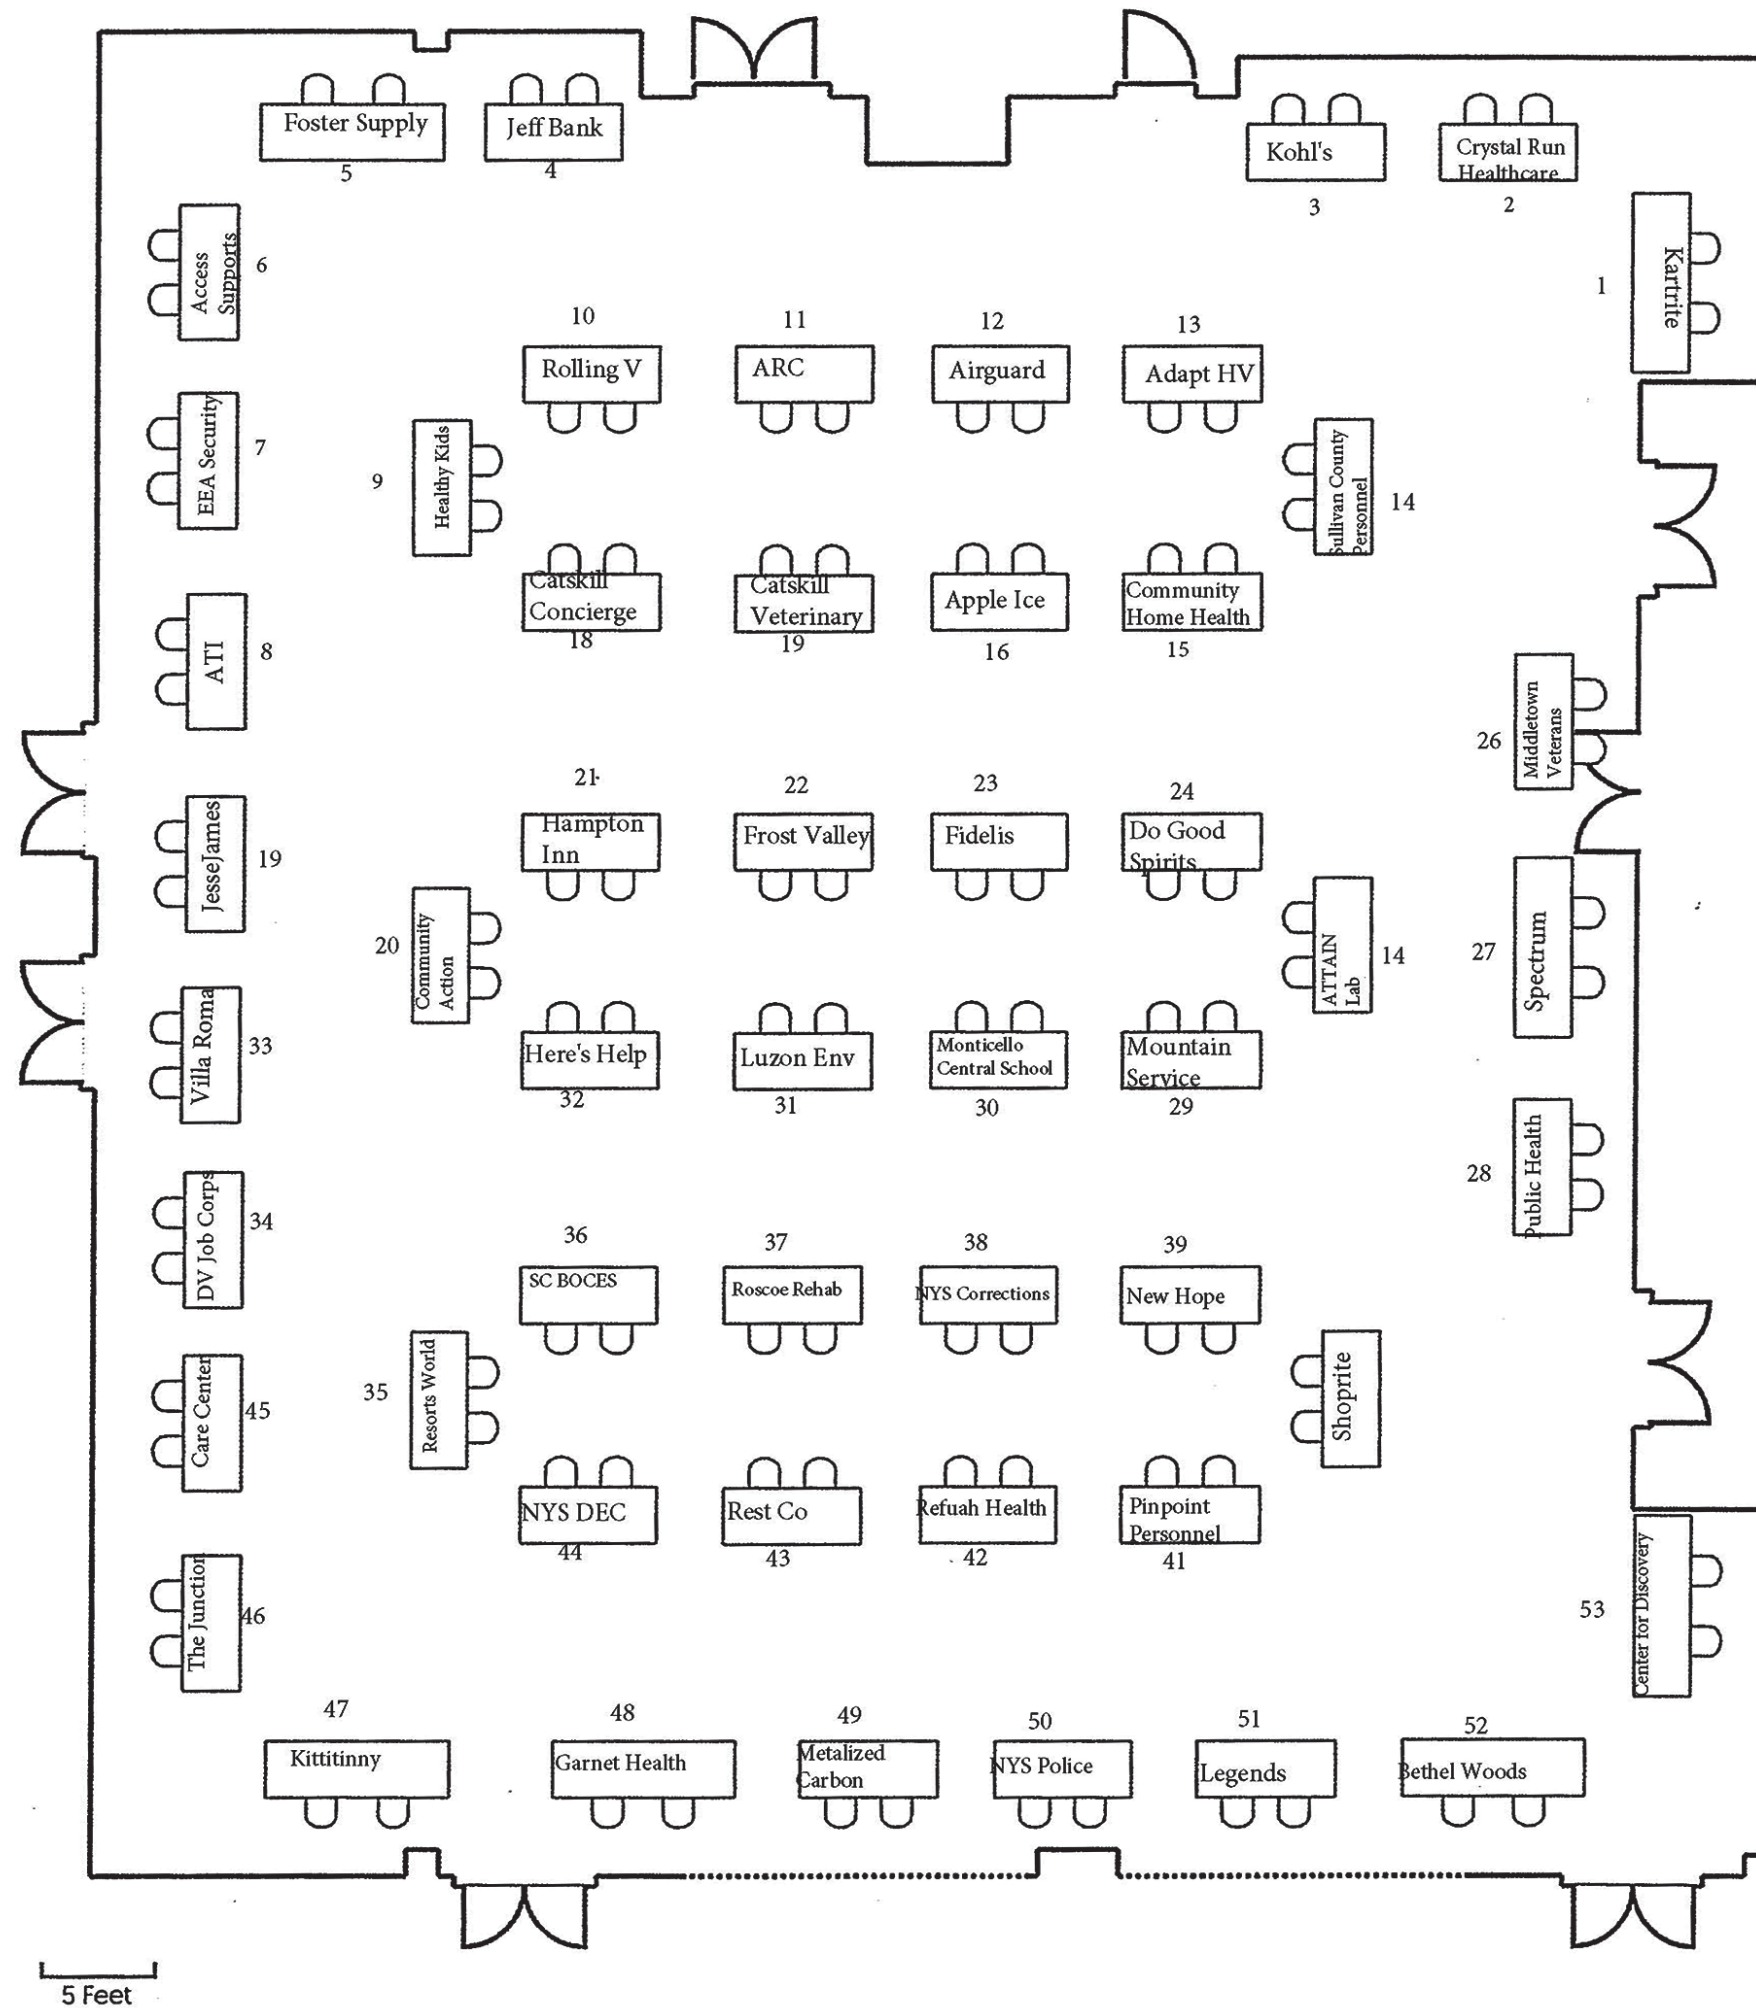 Foster Supply
5
Jeff Bank
4
Kohl's
3
Crystal Run
Healthcare
2
Kartrite
1
Access
Supports
6
EEA Security
7
ATI
8
Healthy Kids
9
10
Rolling V
11
ARC
12
Airguard
13
Adapt HV
Sullivan County
Personnel
14
Catskill
Concierge
18
Catskill
Veterinary
19
Apple Ice
16
Community
Home Health
15
Middletown
Veterans
26
JesseJames
19
Community
Action
20
21
Hampton
Inn
22
Frost Valley
23
Fidelis
24
Do Good
Spirits
ATTAIN
Lab
14
Spectrum
27
Villa Roma
33
Here's Help
32
Luzon Env
31
Monticello
Central School
30
Mountain
Service
29
Public Health
28
DV Job Corps
34
36
SC BOCES
37
Roscoe Rehab
38
NYS Corrections
39
New Hope
Care Center
45
Resorts World
35
Shoprite
NYS DEC
44
Rest Co
43
Refuah Health
42
Pinpoint
Personnel
41
The Junction
46
Center for Discovery
53
47
Kittitinny
48
Garnet Health
49
Metalized
Carbon
50
NYS Police
51
Legends
52
Bethel Woods
5 Feet